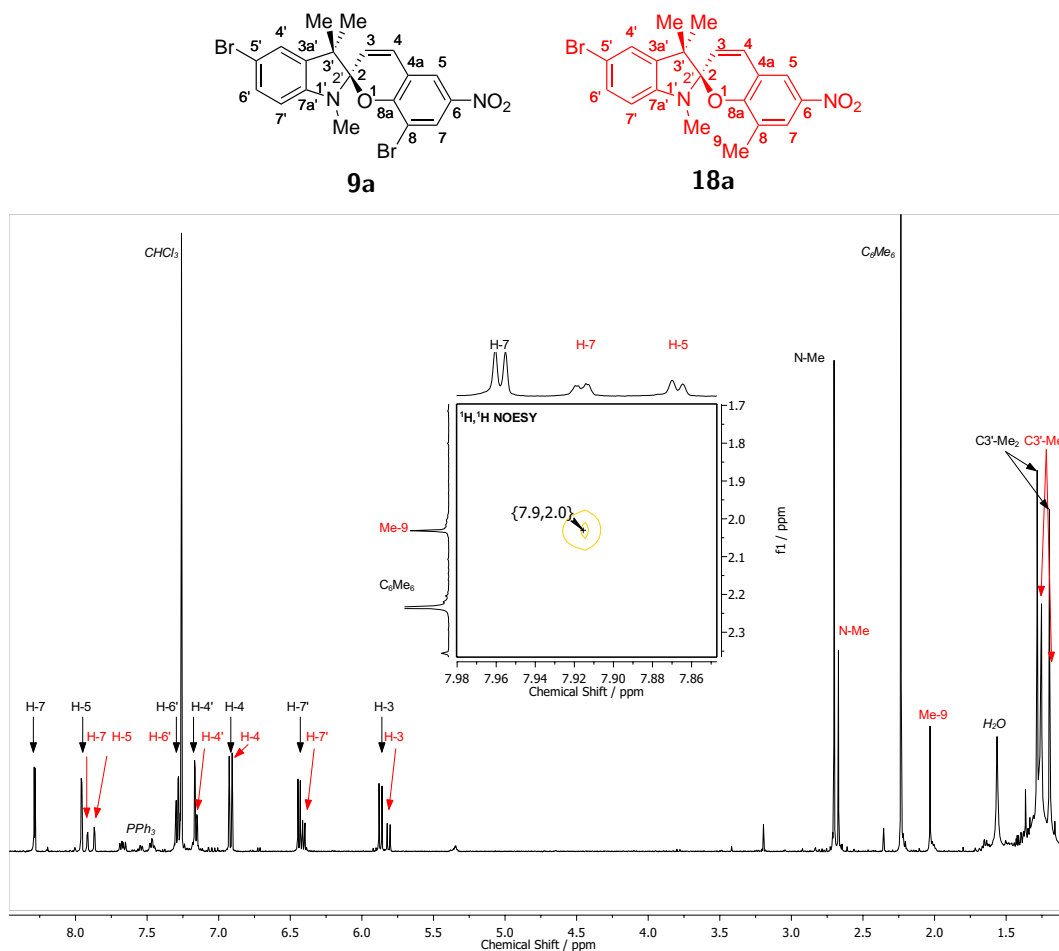 Me Me Me Me
Br 5' 4' 3a' 3' 3 4 4a 5 Br 5' 4' 3a' 3' 3 4 4a 5
6' 7' 7a' 1' N 2' 2 O 1 8a 8 7 6 NO₂ 6' 7' 7a' 1' N 2' 2 O 1 8a 8 7 6 NO₂
Me Br Me 9 Me
9a 18a
CHCl₃
C₆Me₆
H-7 H-7 H-5
N-Me
¹H,¹H NOESY
1.7
1.8
1.9
2.0
2.1
2.2
2.3
f1 / ppm
{7.9,2.0}
Me-9
C₆Me₆
7.98 7.96 7.94 7.92 7.90 7.88 7.86
Chemical Shift / ppm
C3'-Me₂ C3'-Me
N-Me
H-7 H-5 H-6' H-4' H-4 H-7' H-3
H-7 H-5 H-6' H-4' H-4 H-7' H-3
Me-9
H₂O
PPh₃
8.0 7.5 7.0 6.5 6.0 5.5 5.0 4.5 4.0 3.5 3.0 2.5 2.0 1.5
Chemical Shift / ppm